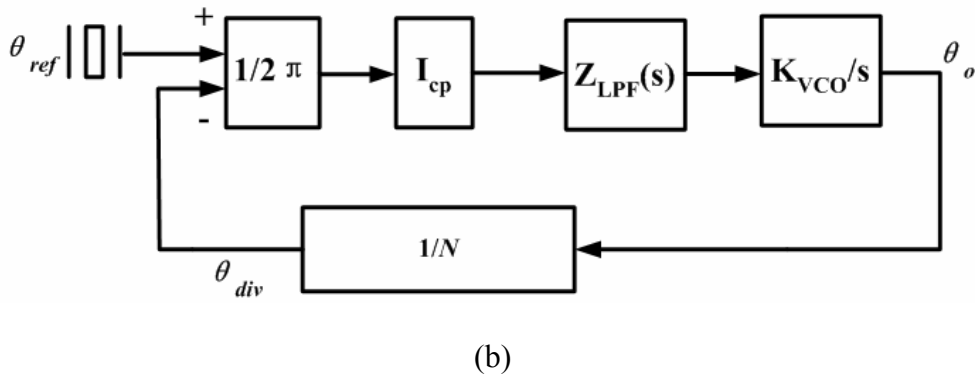 θref
+
-
1/2 π
Icp
ZLPF(s)
KVCO/s
θo
1/N
θdiv
(b)